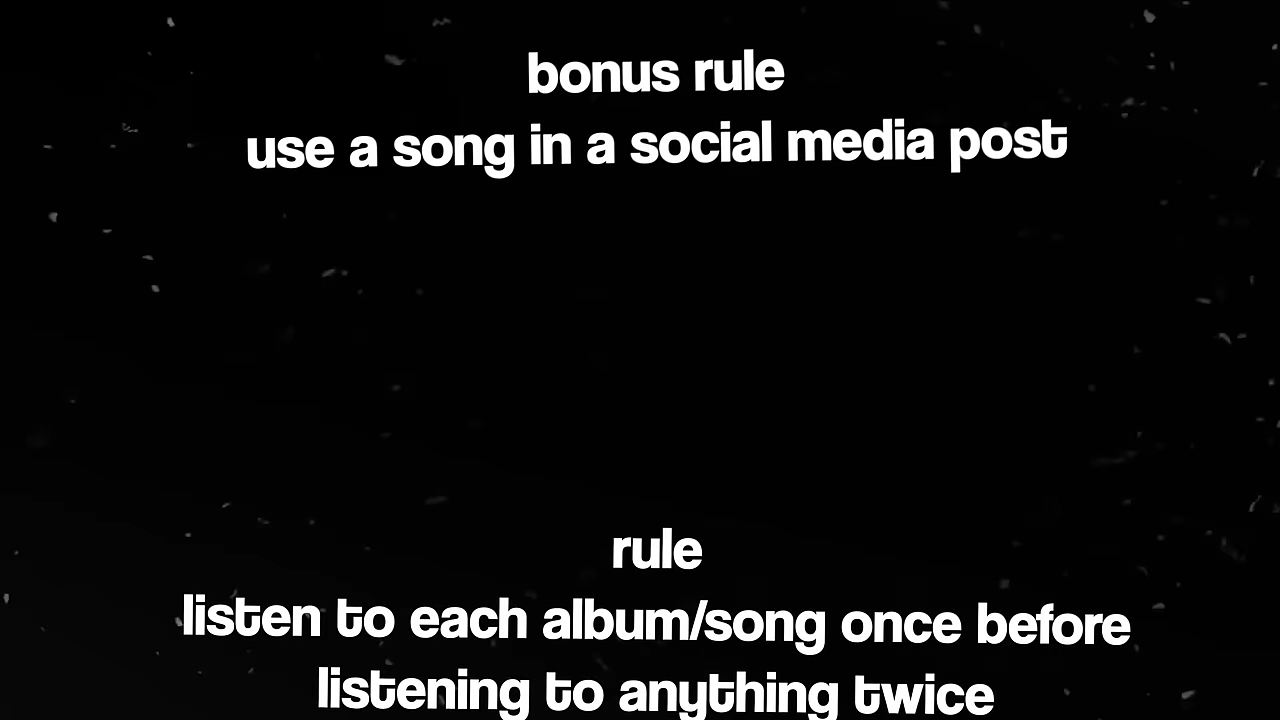 bonus rule
use a song in a social media post
rule
listen to each album/song once before
listening to anything twice